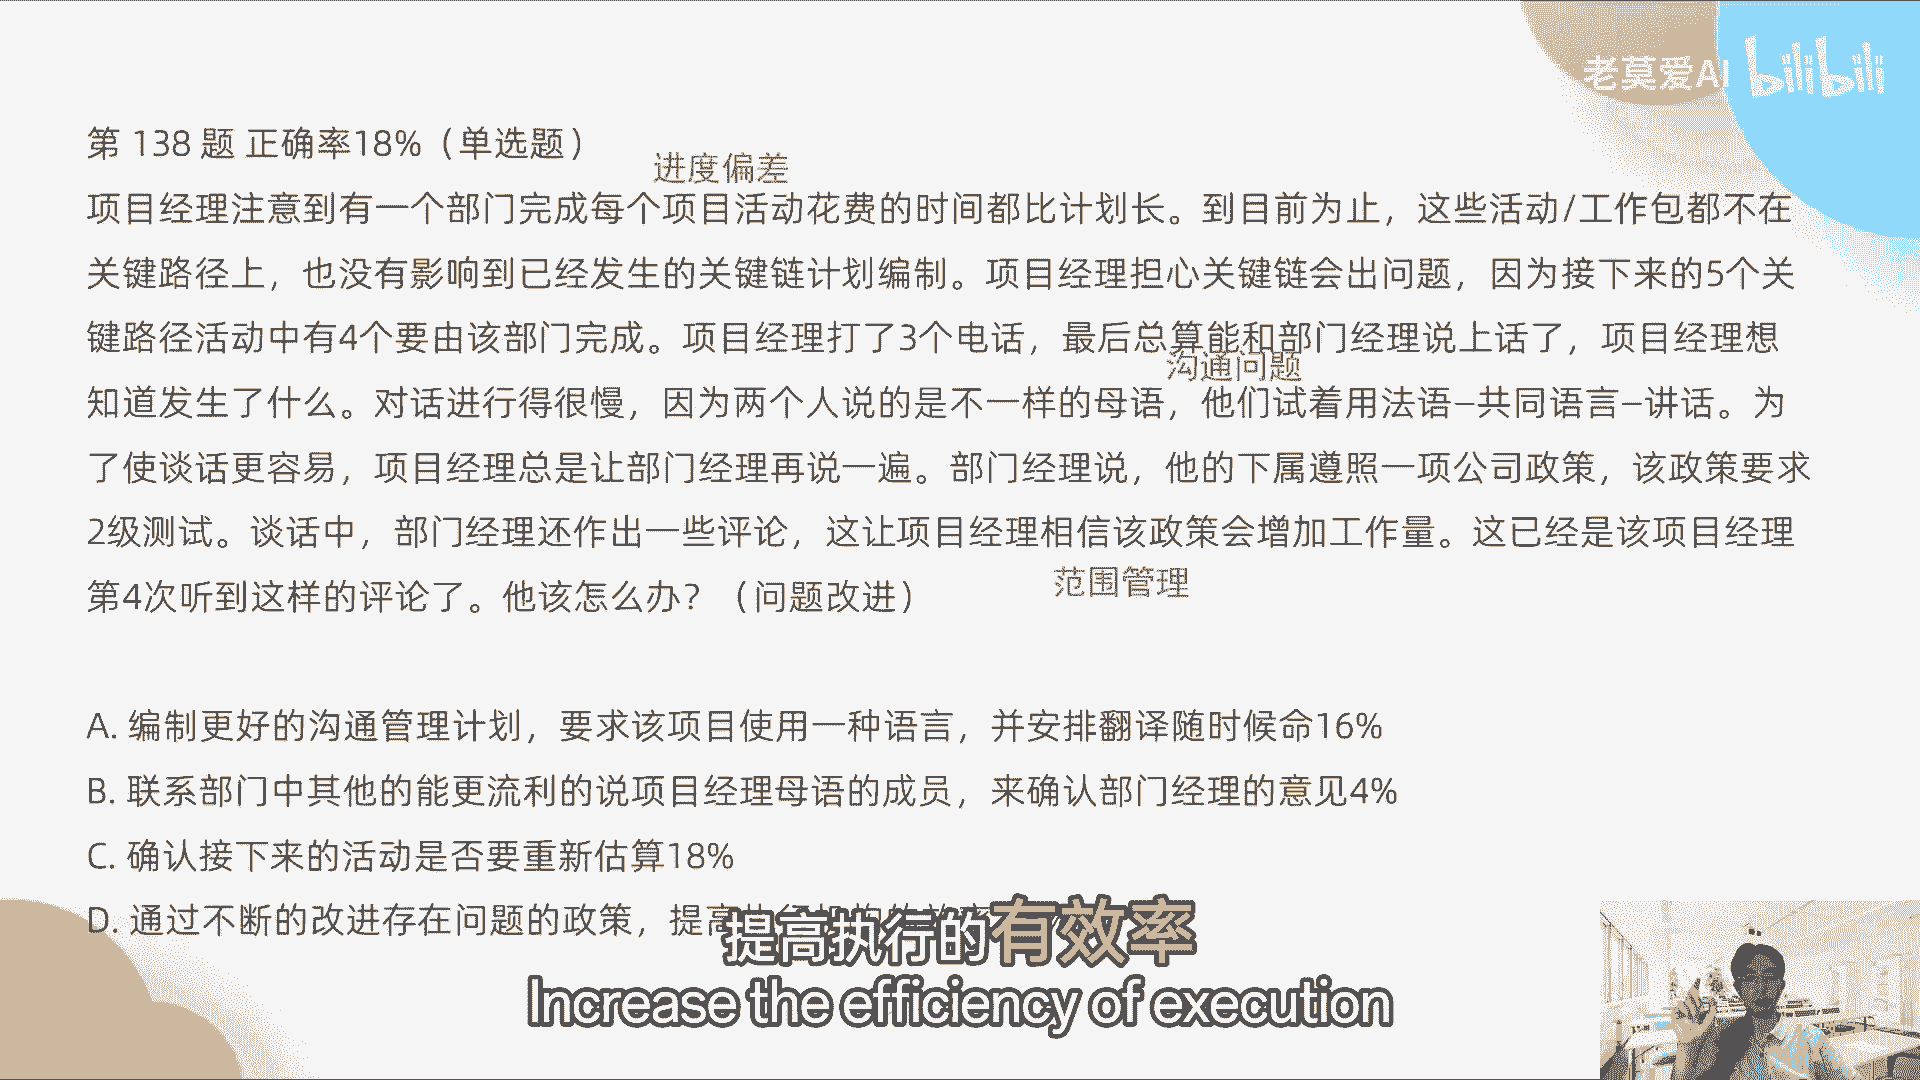 老莫爱AI bilibili
第 138 题 正确率18%（单选题）
进度偏差
项目经理注意到有一个部门完成每个项目活动花费的时间都比计划长。到目前为止，这些活动/工作包都不在
关键路径上，也没有影响到已经发生的关键链计划编制。项目经理担心关键链会出问题，因为接下来的5个关
键路径活动中有4个要由该部门完成。项目经理打了3个电话，最后总算能和部门经理说上话了，项目经理想
沟通问题
知道发生了什么。对话进行得很慢，因为两个人说的是不一样的母语，他们试着用法语—共同语言—讲话。为
了使谈话更容易，项目经理总是让部门经理再说一遍。部门经理说，他的下属遵照一项公司政策，该政策要求
2级测试。谈话中，部门经理还作出一些评论，这让项目经理相信该政策会增加工作量。这已经是该项目经理
范围管理
第4次听到这样的评论了。他该怎么办？（问题改进）
A. 编制更好的沟通管理计划，要求该项目使用一种语言，并安排翻译随时候命16%
B. 联系部门中其他的能更流利的说项目经理母语的成员，来确认部门经理的意见4%
C. 确认接下来的活动是否要重新估算18%
D. 通过不断的改进存在问题的政策，提高
提高执行的有效率
Increase the efficiency of execution